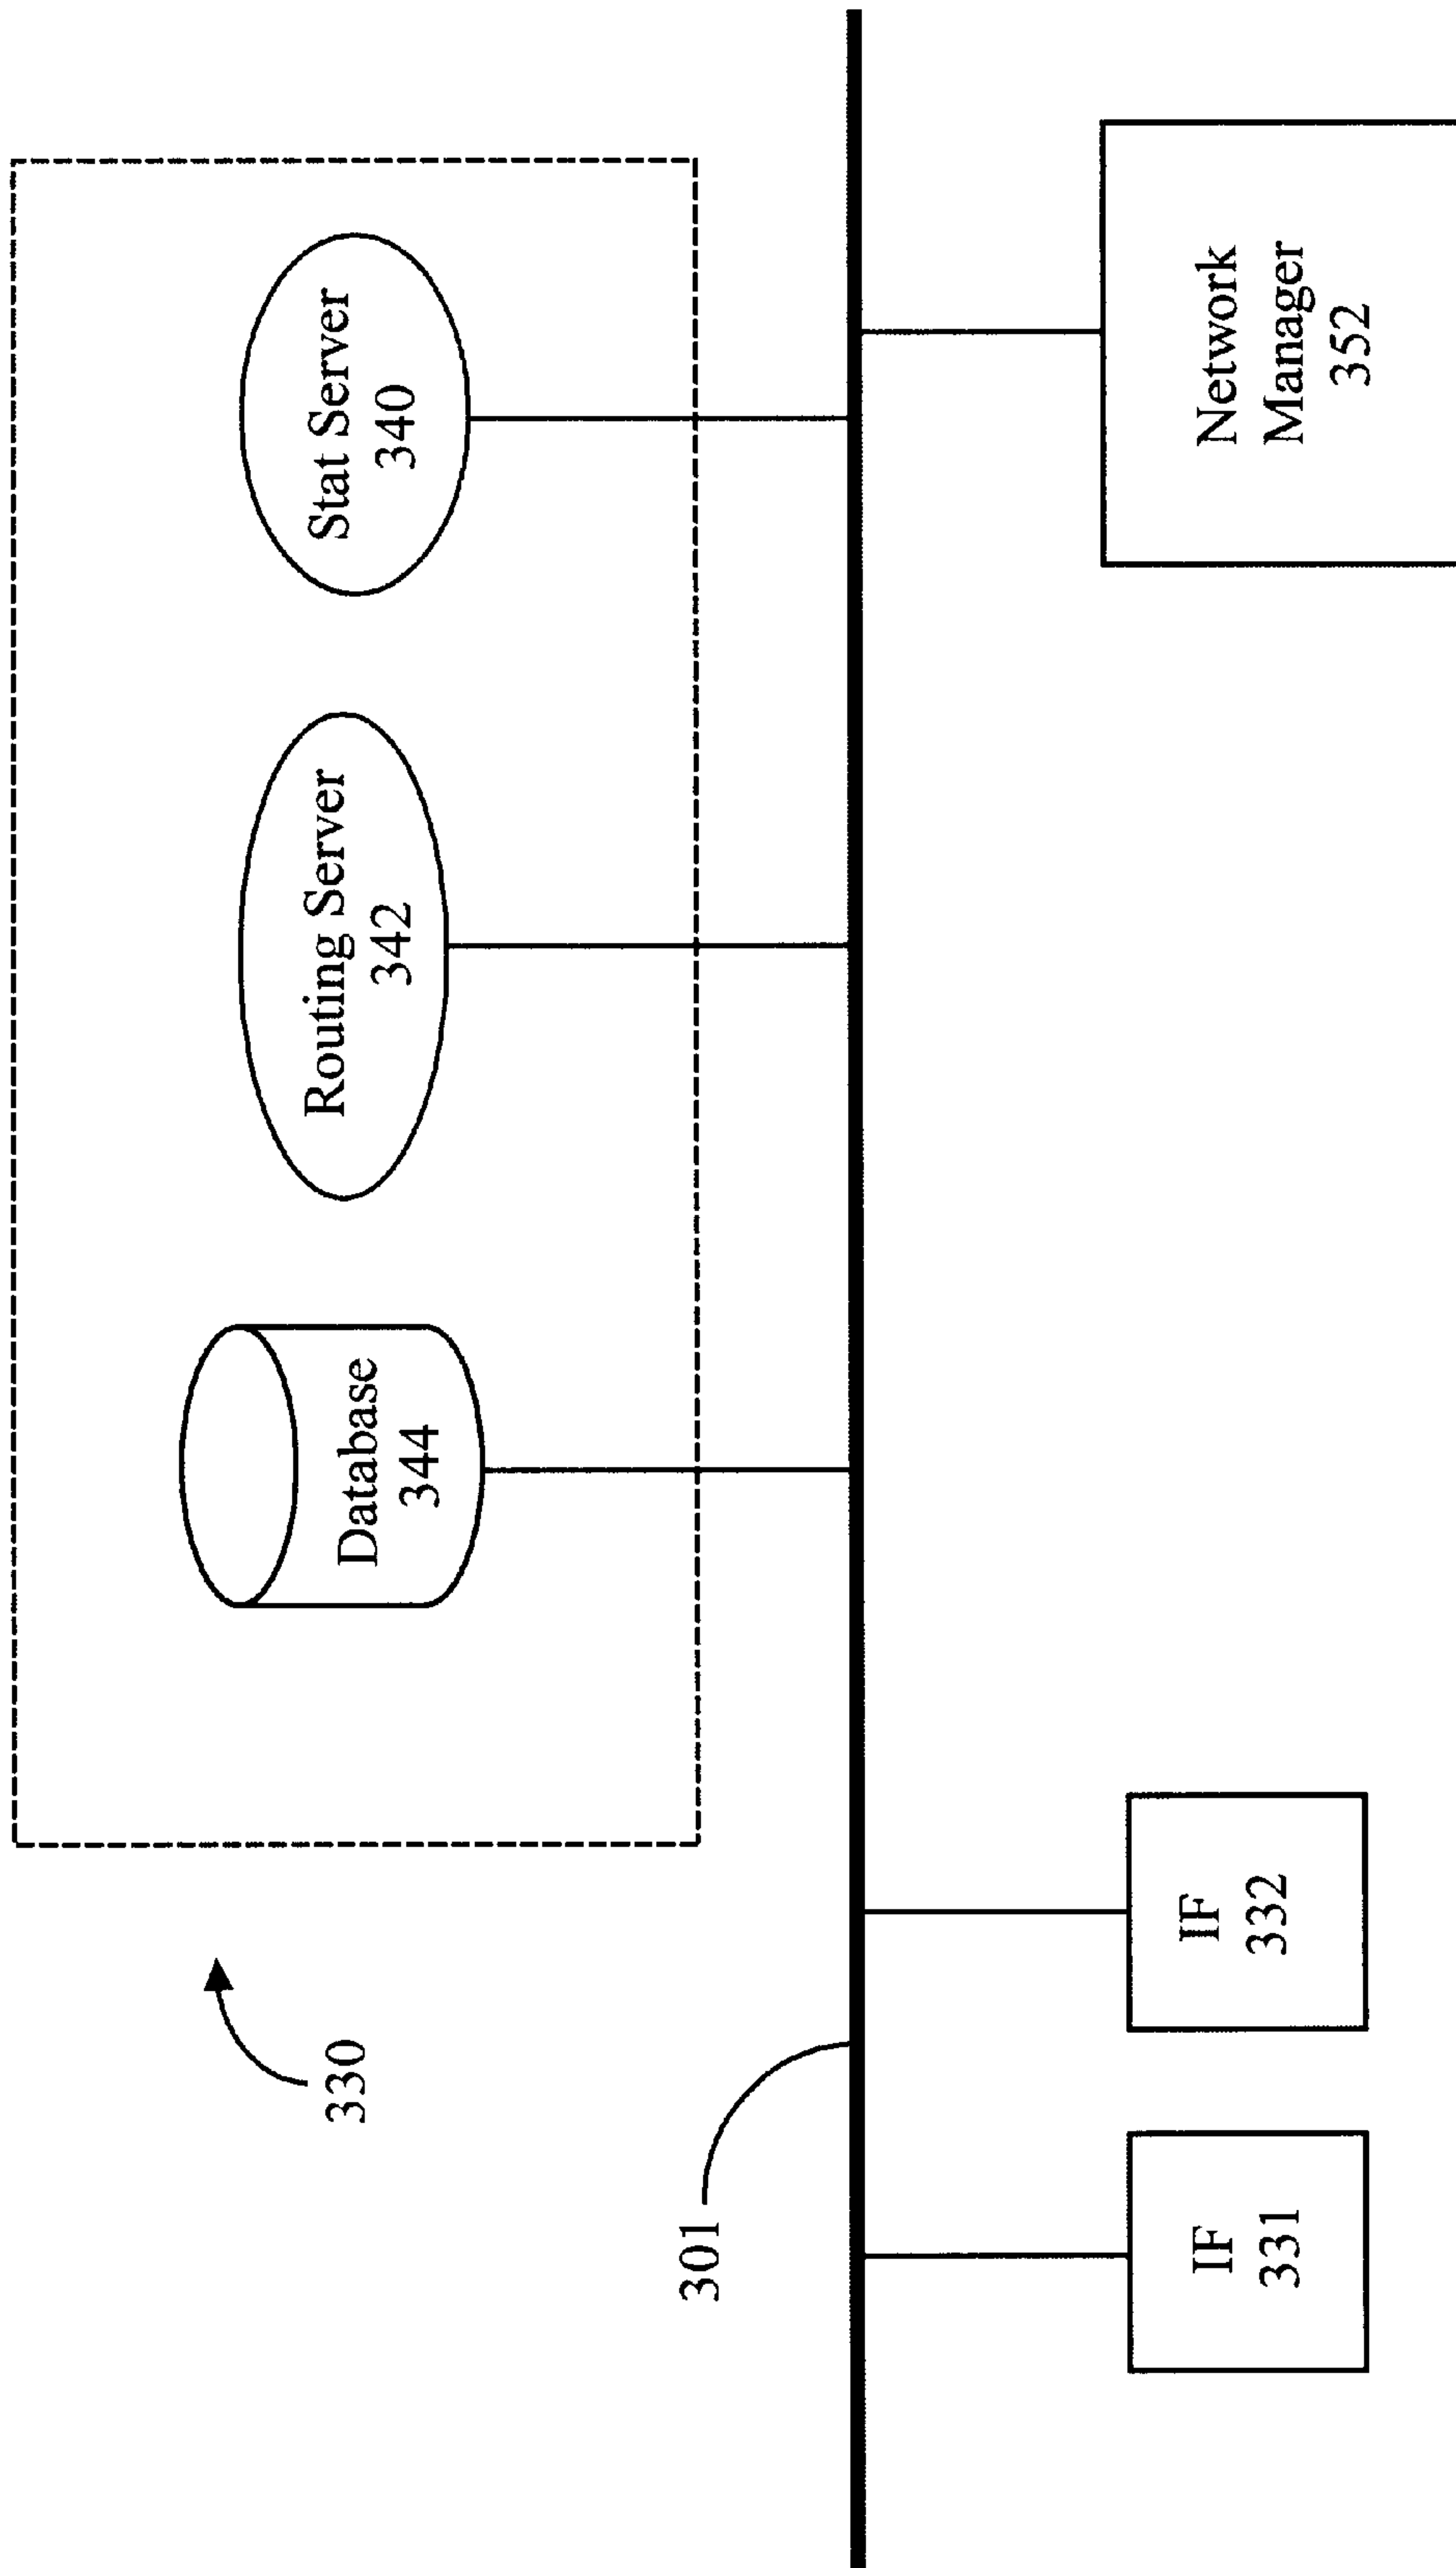 330
Database
344
Routing Server
342
Stat Server
340
301
IF
331
IF
332
Network
Manager
352